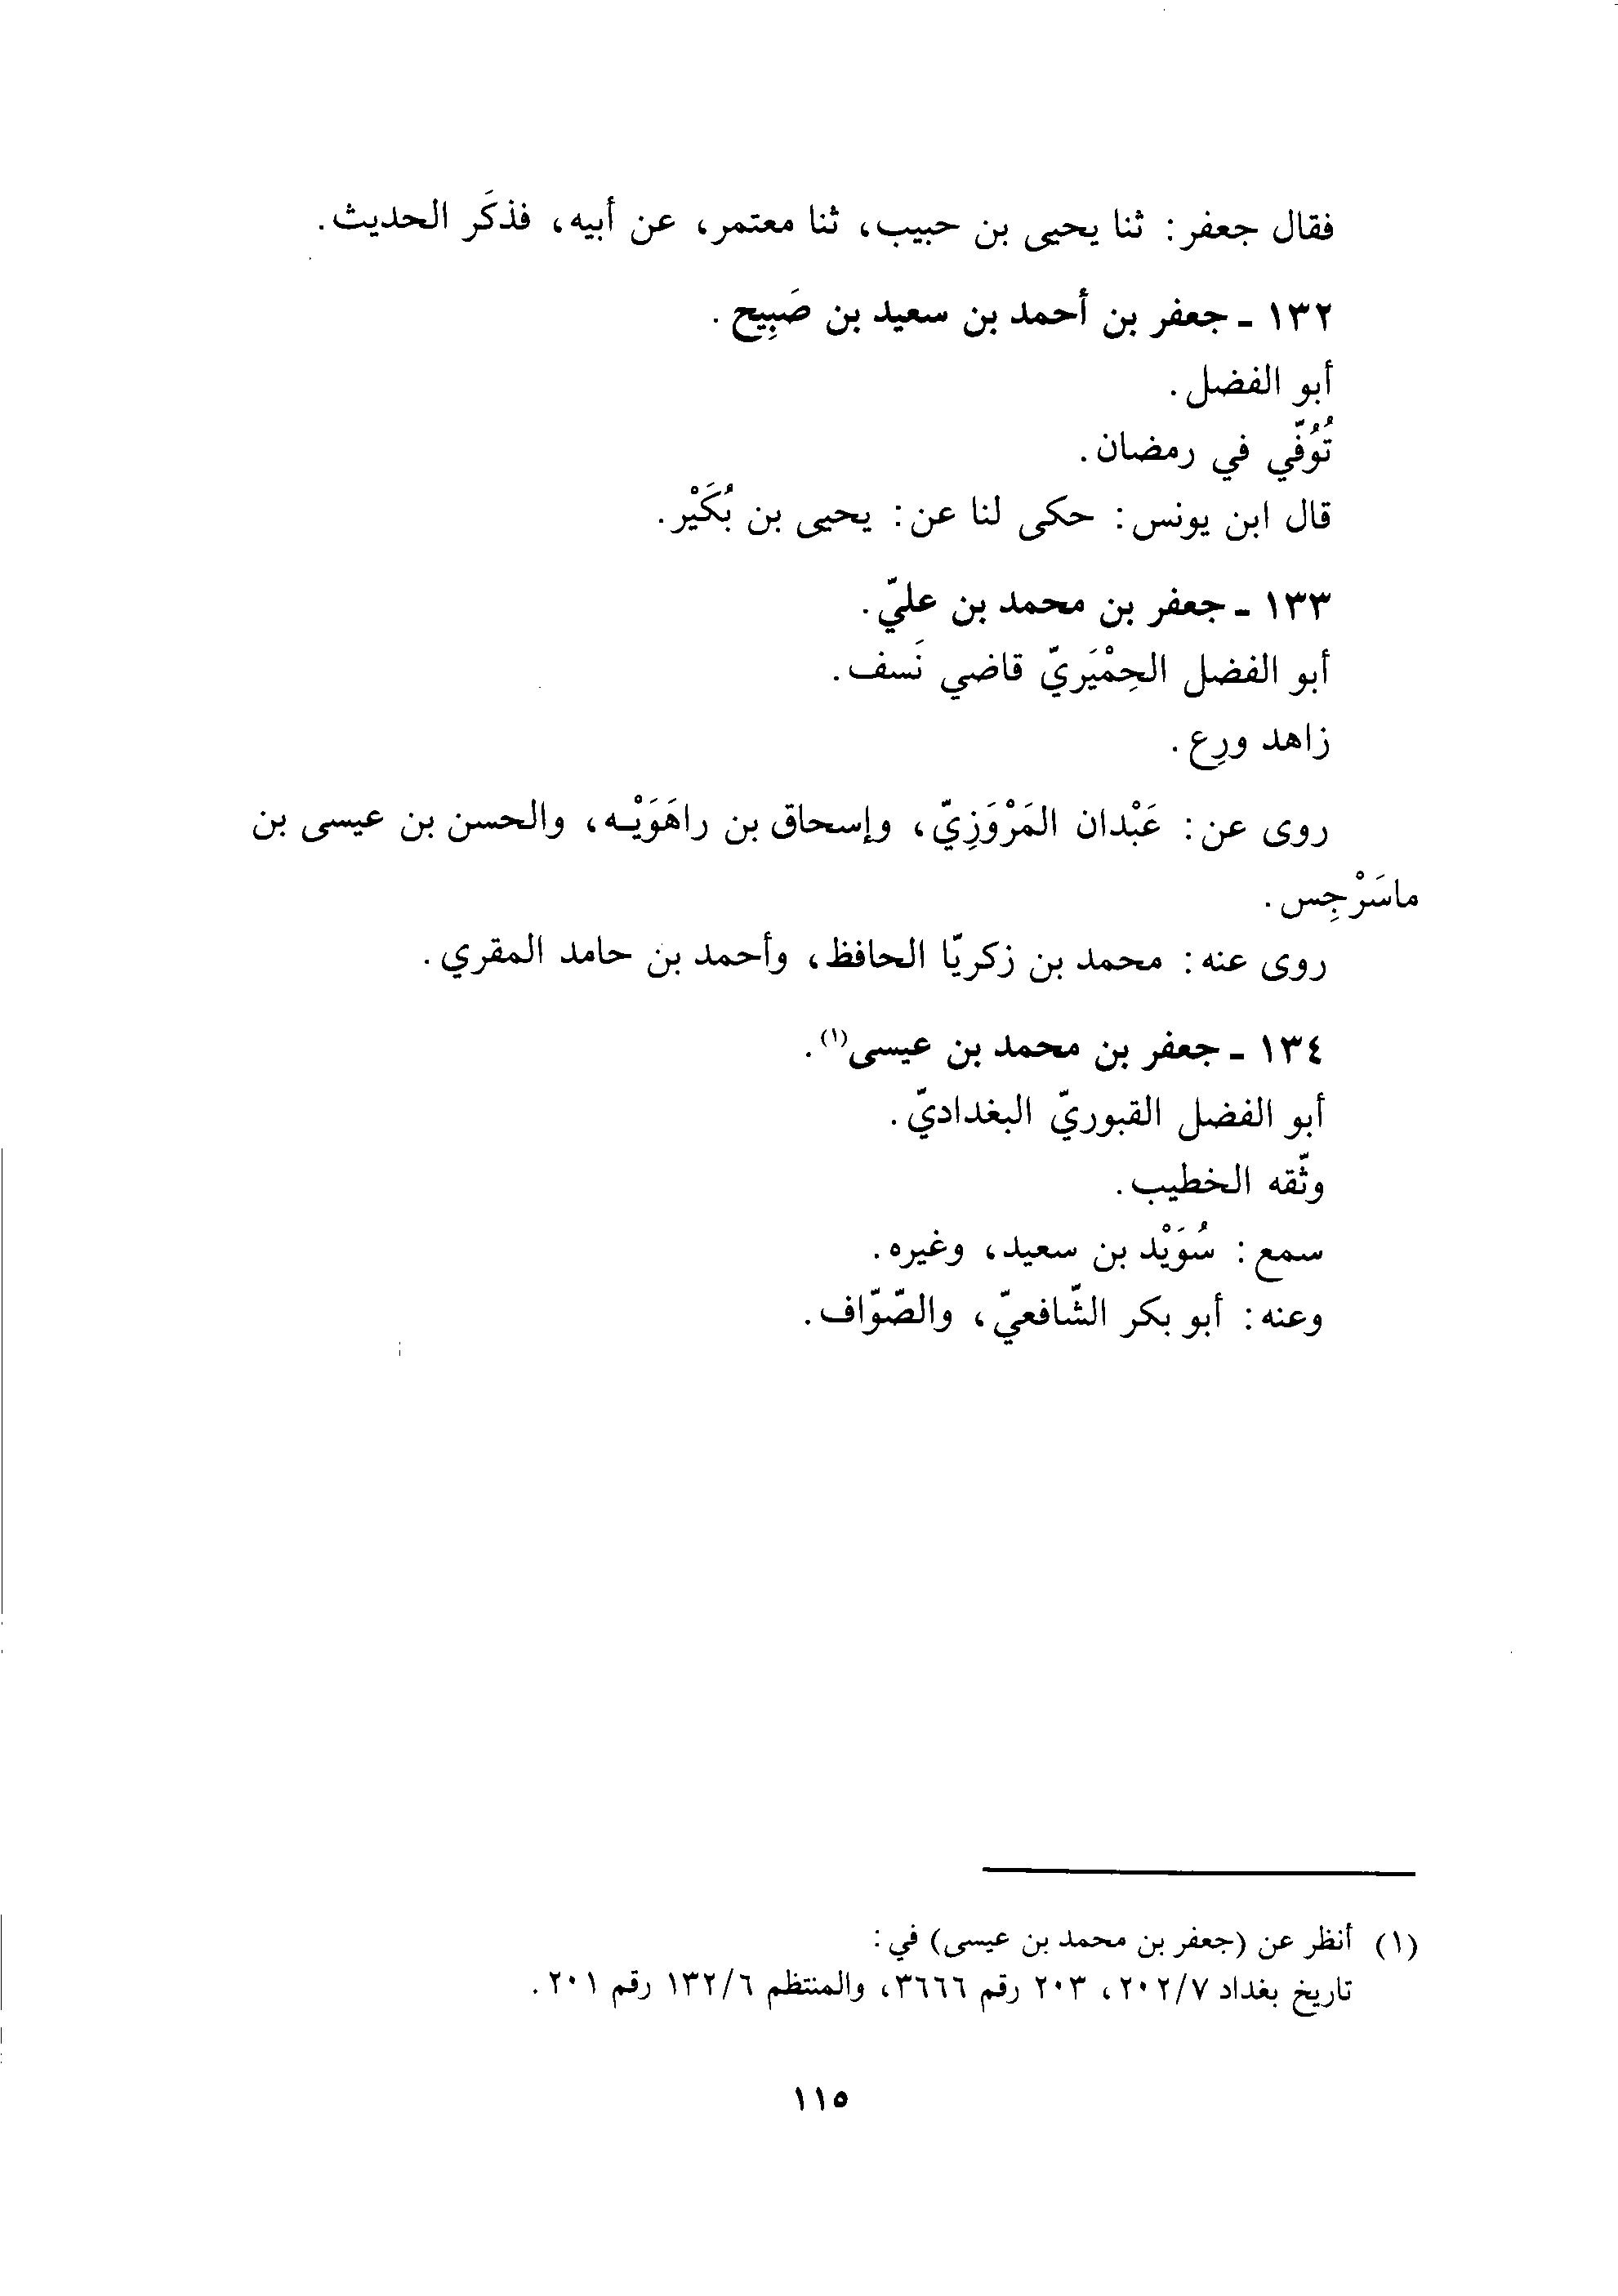 فقال جعفر: ثنا يحيى بن حبيب، ثنا معتمر، عن أبيه، فذكَر الحديث.
١٣٢ - جعفر بن أحمد بن سعيد بن صَبِيح.
أبو الفضل.
تُوُفّي في رمضان.
قال ابن يونس: حكى لنا عن: يحيى بن بُكَيْر.
١٣٣ - جعفر بن محمد بن عليّ.
أبو الفضل الحِمْيَريّ قاضي نَسف.
زاهد ورِع.
روى عن: عَبْدان المَرْوَزِيّ، وإسحاق بن راهَوَيْه، والحسن بن عيسى بن
ماسَرْجِس.
روى عنه: محمد بن زكريّا الحافظ، وأحمد بن حامد المقري.
١٣٤ - جعفر بن محمد بن عيسى(١).
أبو الفضل القبوريّ البغداديّ.
وثّقه الخطيب.
سمع: سُوَيْد بن سعيد، وغيره.
وعنه: أبو بكر الشّافعيّ، والصّوّاف.
(١) أنظر عن (جعفر بن محمد بن عيسى) في:
تاريخ بغداد ٢٠٢/٧، ٢٠٣ رقم ٣٦٦٦، والمنتظم ١٣٢/٦ رقم ٢٠١.
١١٥